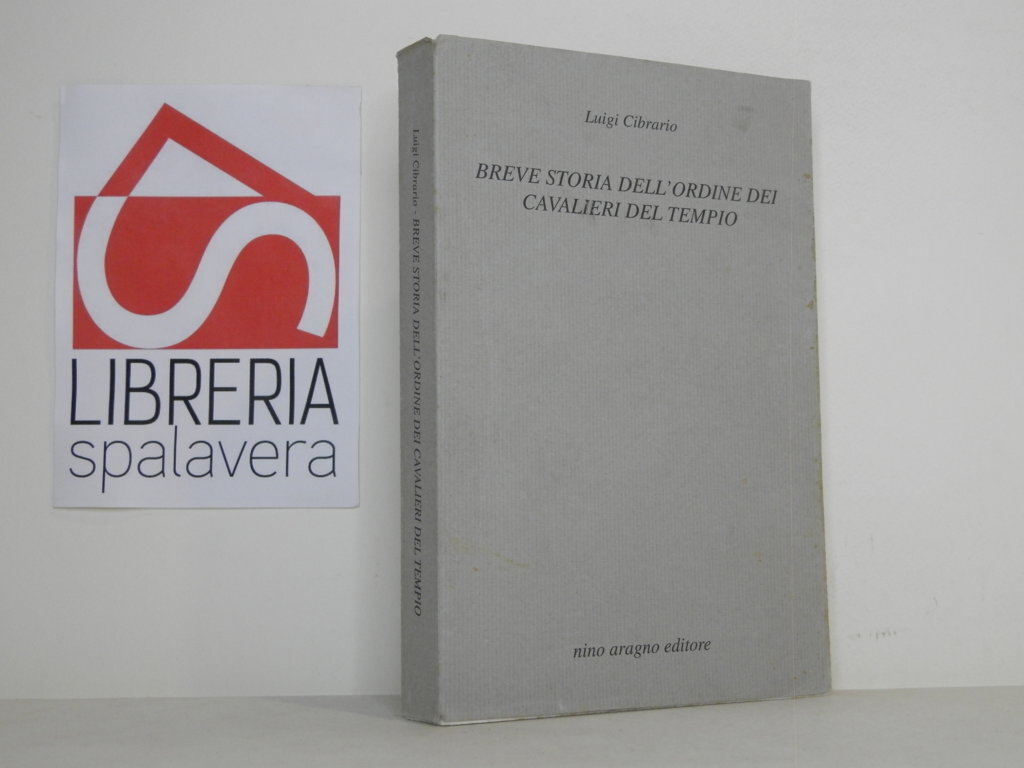 LIBRERIA
spalavera
Luigi Cibrario - BREVE STORIA DELL'ORDINE DEI CAVALIERI DEL TEMPIO
Luigi Cibrario
BREVE STORIA DELL'ORDINE DEI
CAVALIERI DEL TEMPIO
nino aragno editore